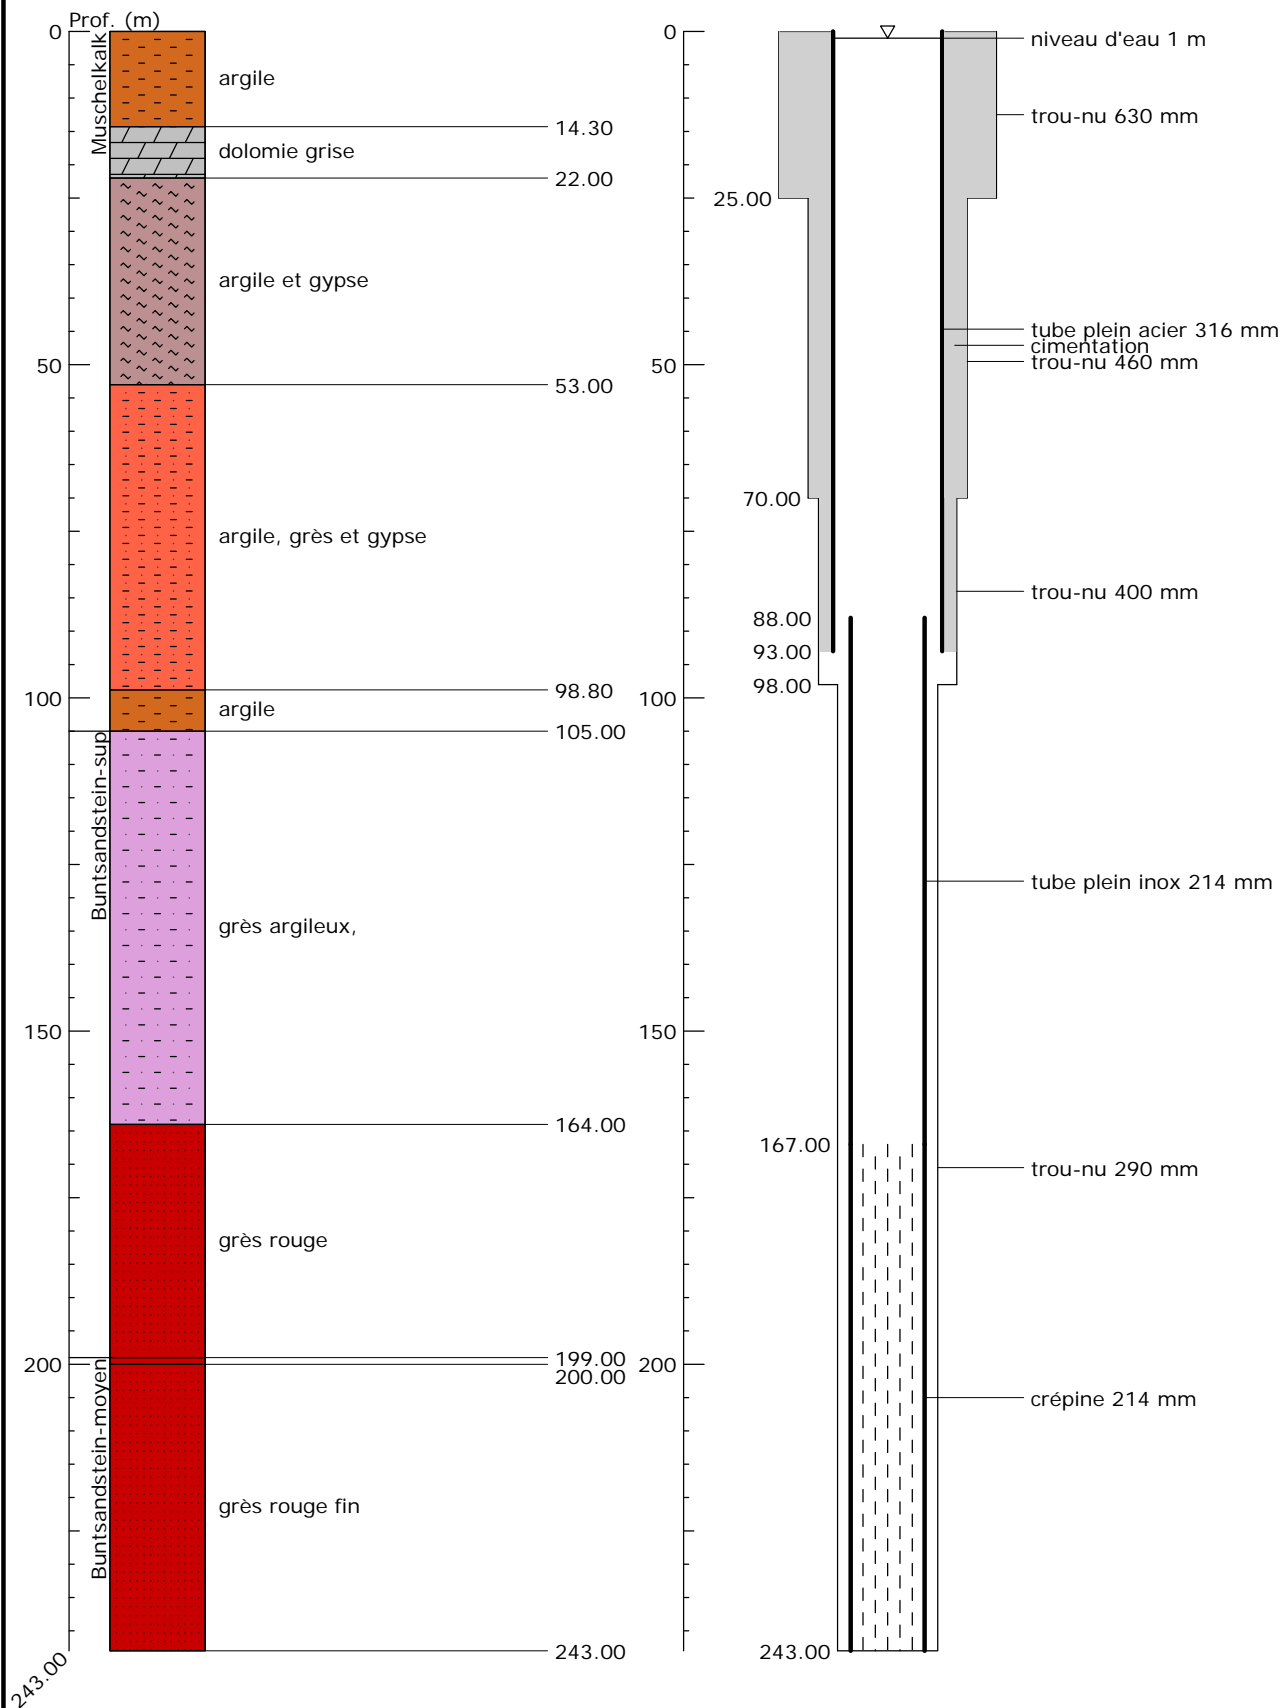 Prof. (m)
0
50
100
150
200
243.00
Muschelkalk
Buntsandstein-sup
Buntsandstein-moyen
argile
14.30
dolomie grise
22.00
argile et gypse
53.00
argile, grès et gypse
98.80
argile
105.00
grès argileux,
164.00
grès rouge
199.00
200.00
grès rouge fin
243.00
0
50
100
150
200
25.00
70.00
88.00
93.00
98.00
167.00
243.00
niveau d'eau 1 m
trou-nu 630 mm
tube plein acier 316 mm
cimentation
trou-nu 460 mm
trou-nu 400 mm
tube plein inox 214 mm
trou-nu 290 mm
crépine 214 mm